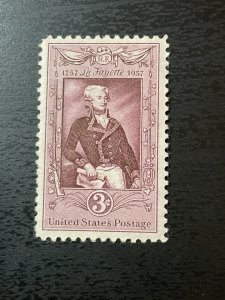 R F
1757 La Fayette 1957
3¢
United States Postage